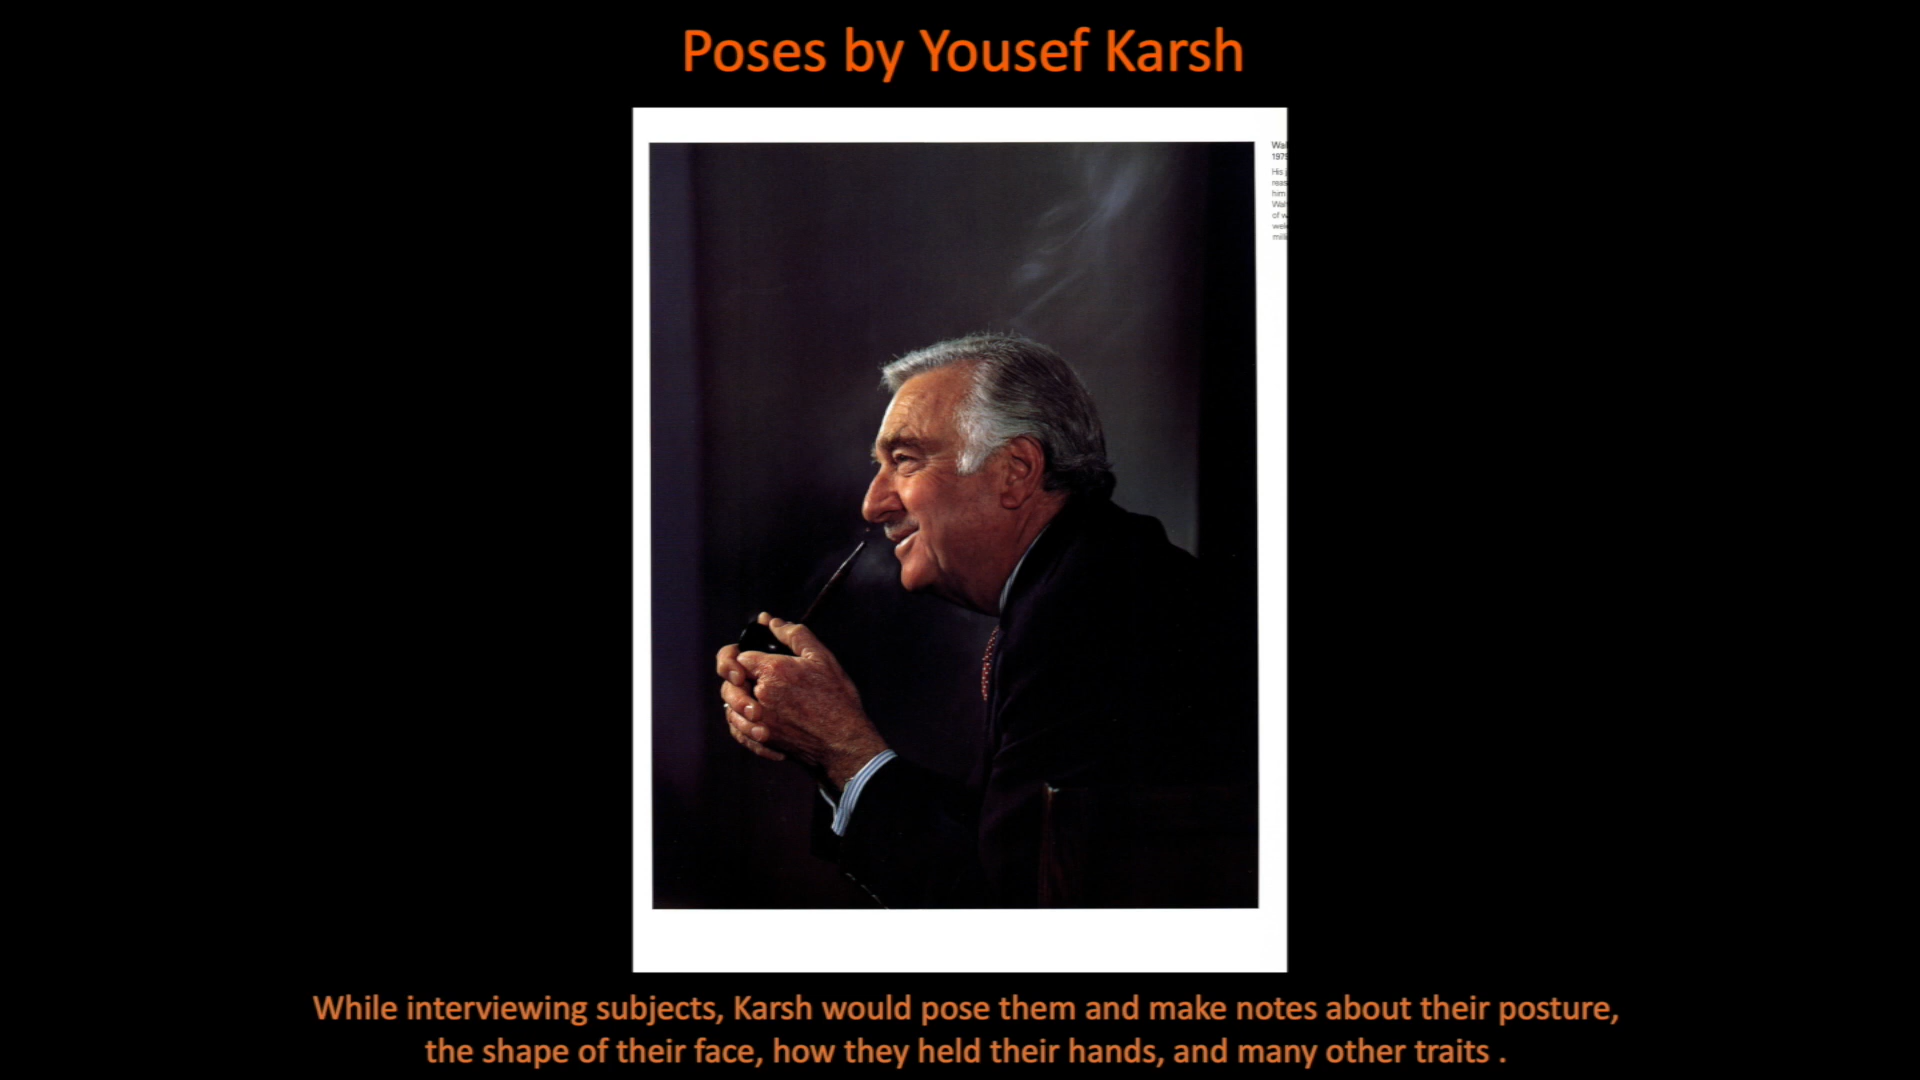 Poses by Yousef Karsh
While interviewing subjects, Karsh would pose them and make notes about their posture,
the shape of their face, how they held their hands, and many other traits .